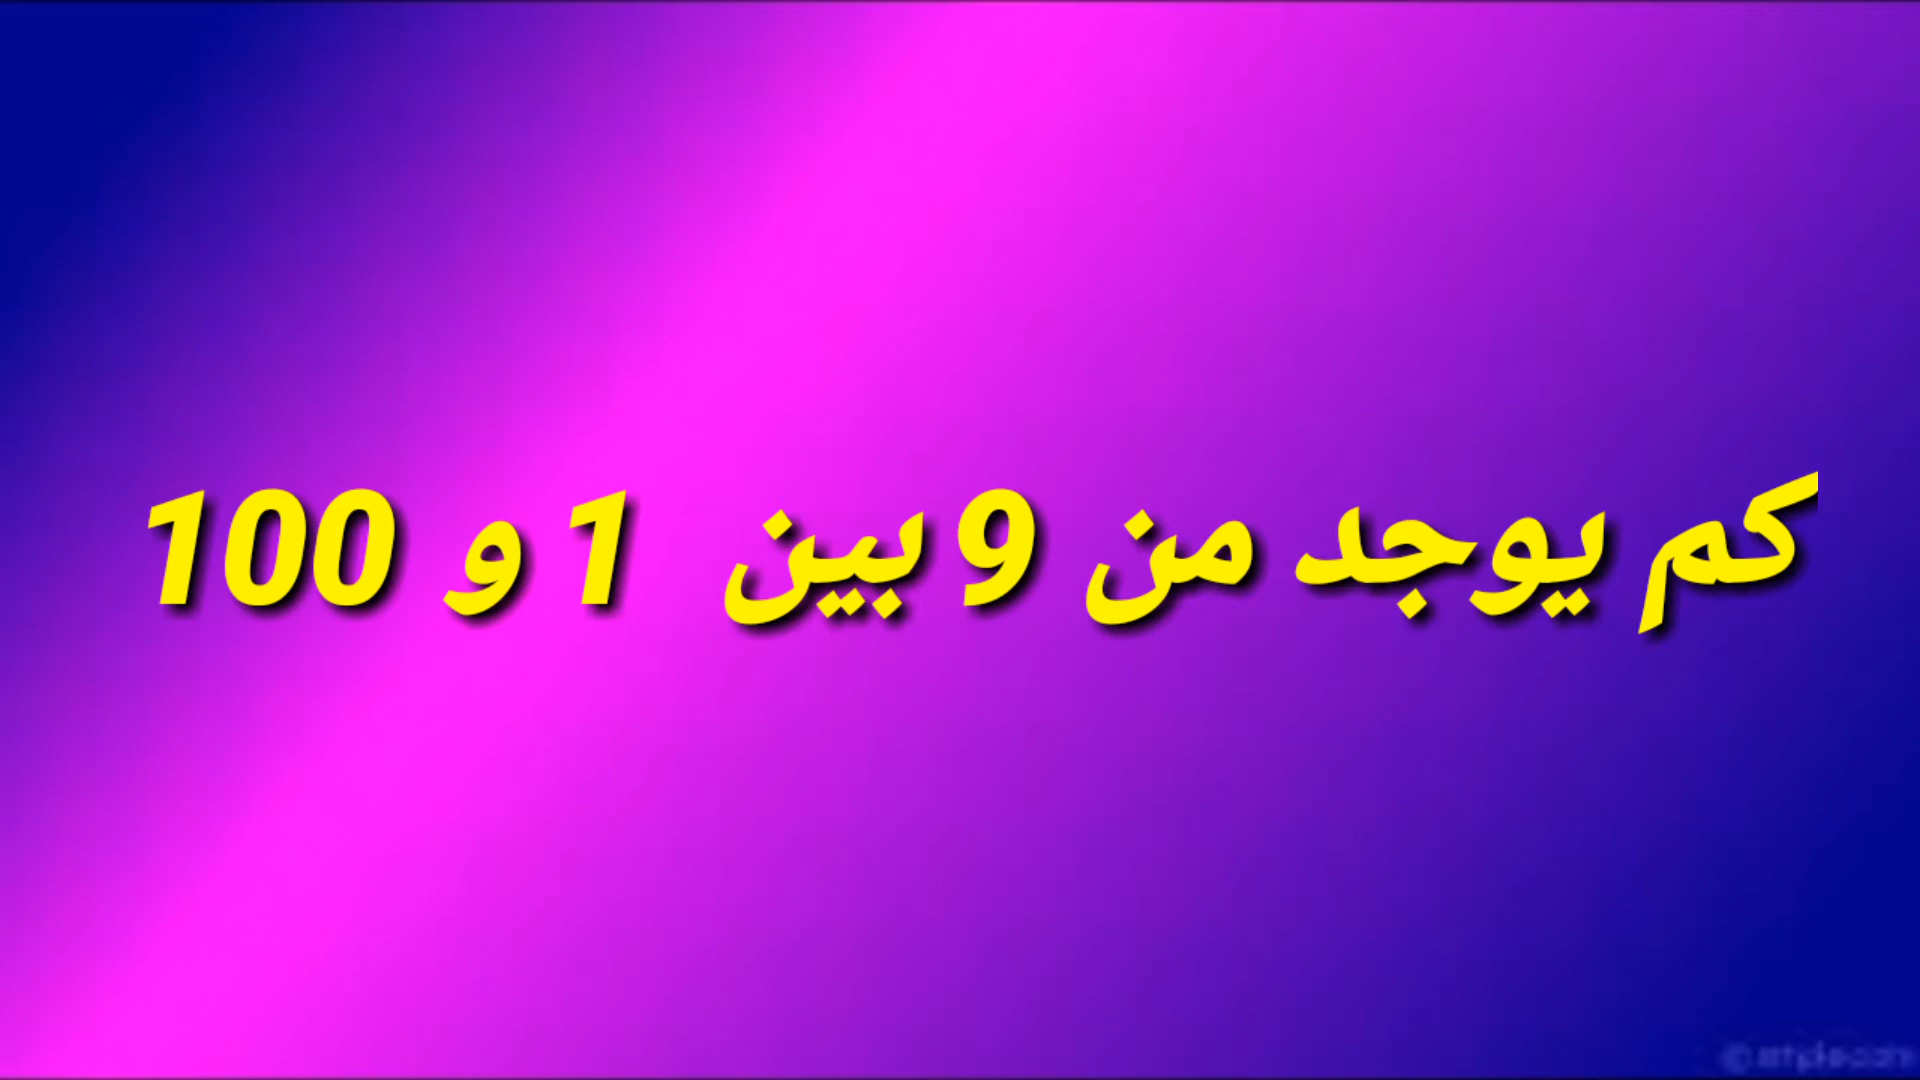 كم يوجد من 9 بين 1 و 100